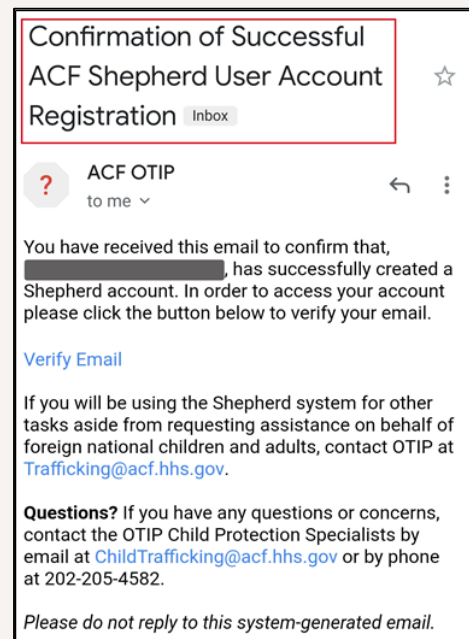 Confirmation of Successful
ACF Shepherd User Account
Registration Inbox
? ACF OTIP
to me
You have received this email to confirm that,
, has successfully created a
Shepherd account. In order to access your account
please click the button below to verify your email.
Verify Email
If you will be using the Shepherd system for other
tasks aside from requesting assistance on behalf of
foreign national children and adults, contact OTIP at
Trafficking@acf.hhs.gov.
Questions? If you have any questions or concerns,
contact the OTIP Child Protection Specialists by
email at ChildTrafficking@acf.hhs.gov or by phone
at 202-205-4582.
Please do not reply to this system-generated email.